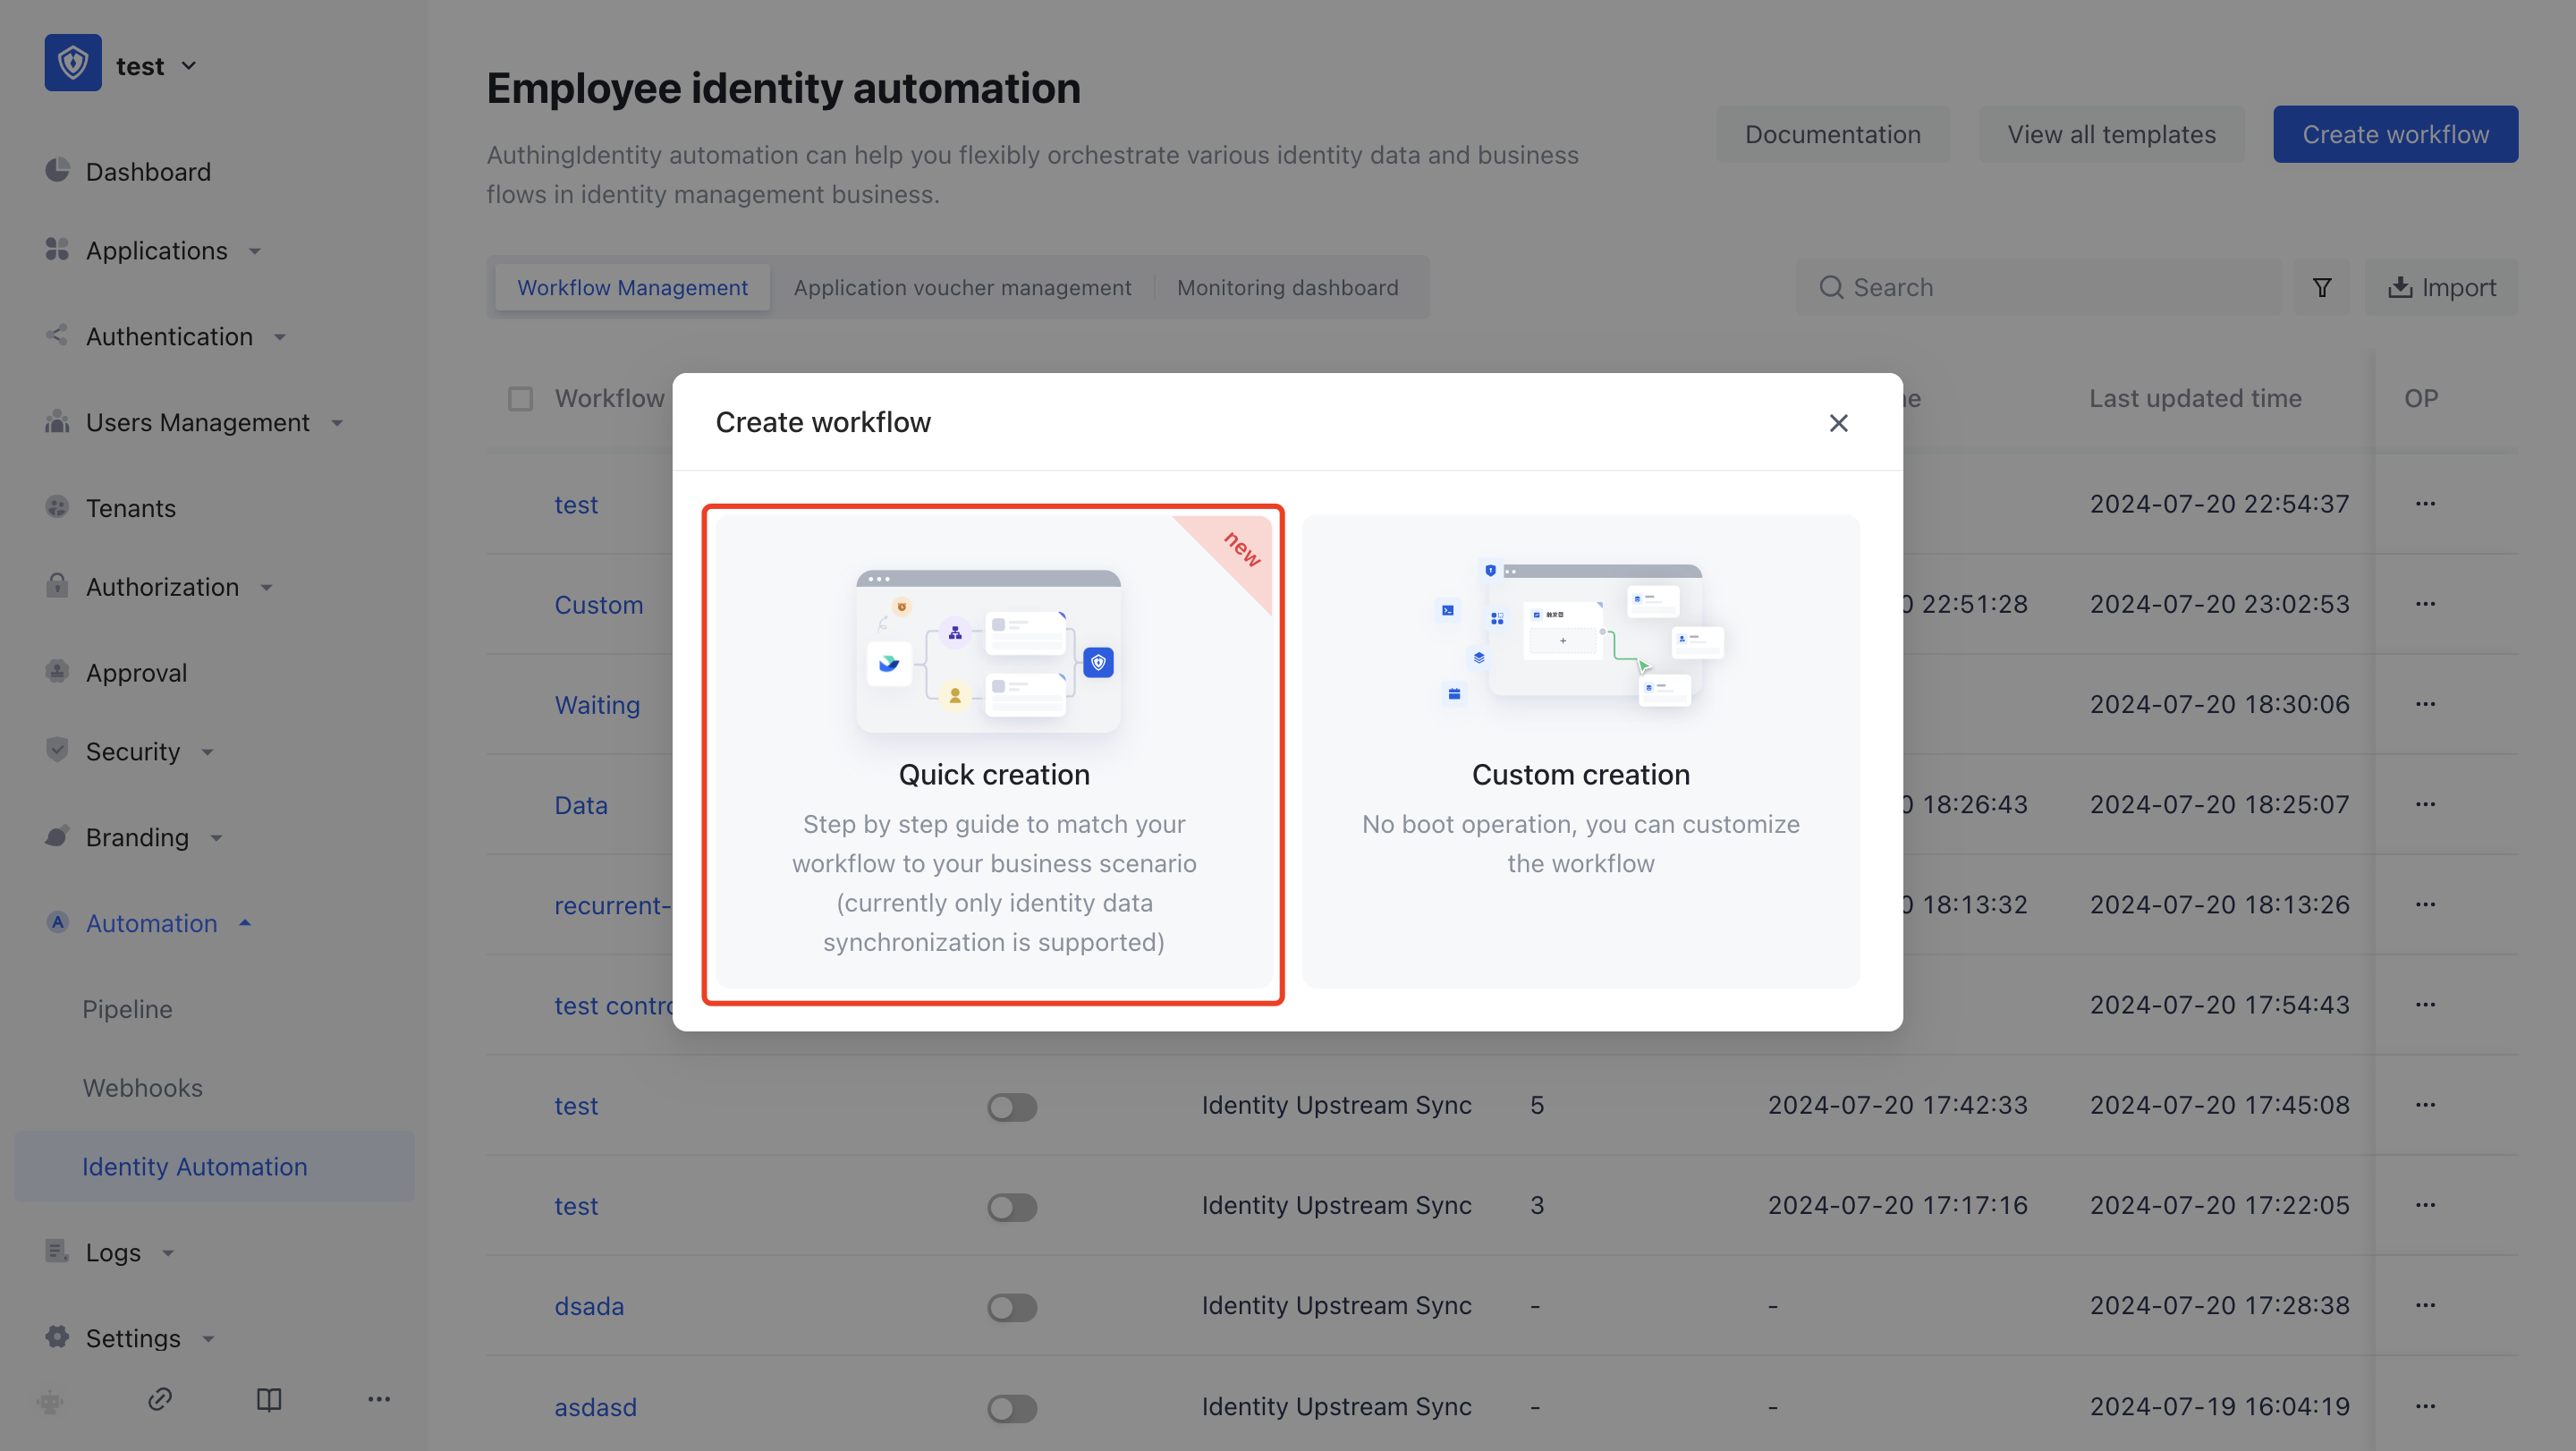 test
Dashboard
Applications
Authentication
Users Management
Tenants
Authorization
Approval
Security
Branding
Automation
Pipeline
Webhooks
Identity Automation
Logs
Settings
Employee identity automation
AuthingIdentity automation can help you flexibly orchestrate various identity data and business
flows in identity management business.
Documentation
View all templates
Create workflow
Workflow Management
Application voucher management
Monitoring dashboard
Search
Import
Workflow
Last updated time
OP
test
2024-07-20 22:54:37
Custom
22:51:28
2024-07-20 23:02:53
Waiting
2024-07-20 18:30:06
Data
18:26:43
2024-07-20 18:25:07
recurrent-
18:13:32
2024-07-20 18:13:26
test
2024-07-20 17:54:43
test
Identity Upstream Sync
5
2024-07-20 17:42:33
2024-07-20 17:45:08
test
Identity Upstream Sync
3
2024-07-20 17:17:16
2024-07-20 17:22:05
dsada
Identity Upstream Sync
-
-
2024-07-20 17:28:38
asdasd
Identity Upstream Sync
-
-
2024-07-19 16:04:19
Create workflow
new
Quick creation
Step by step guide to match your
workflow to your business scenario
(currently only identity data
synchronization is supported)
触发器
Custom creation
No boot operation, you can customize
the workflow